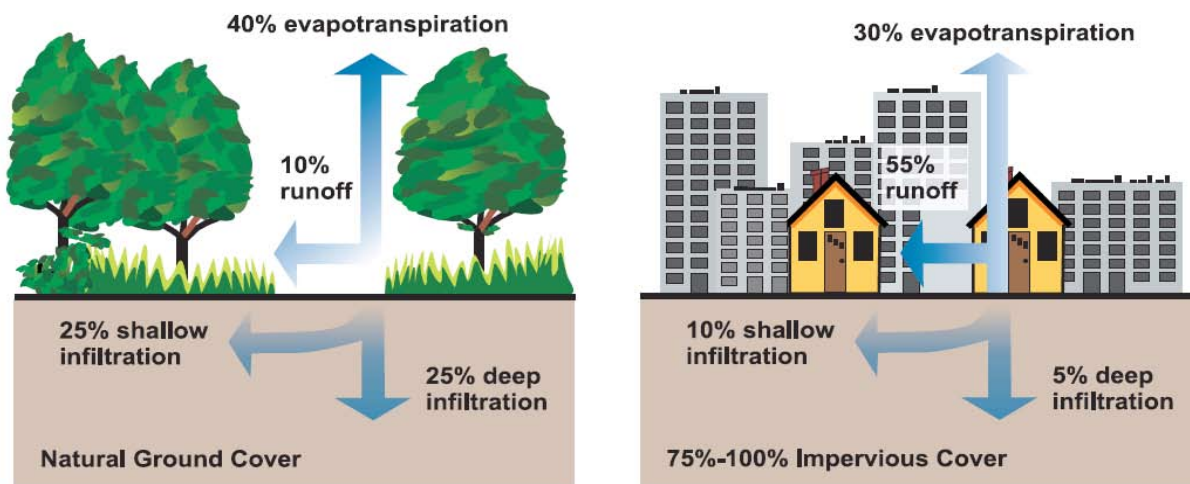 40% evapotranspiration
10%
runoff
25% shallow
infiltration
25% deep
infiltration
Natural Ground Cover
30% evapotranspiration
55%
runoff
10% shallow
infiltration
5% deep
infiltration
75%-100% Impervious Cover